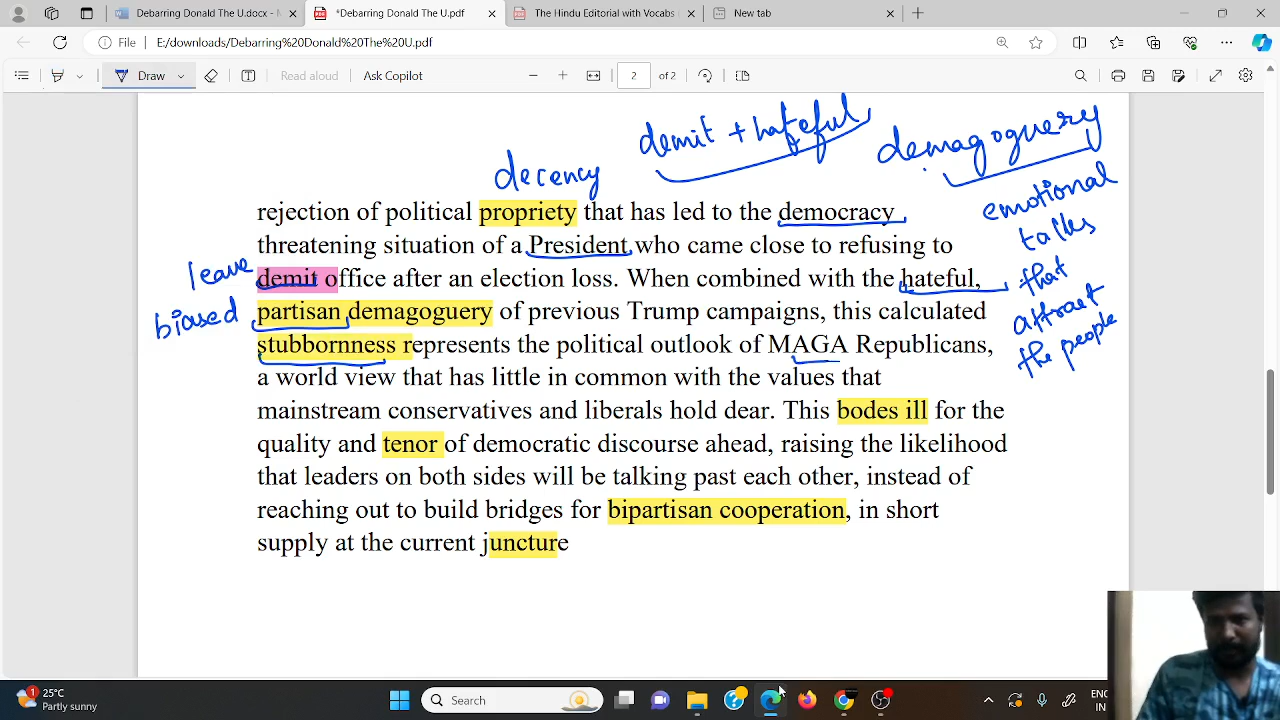 Debarring Donald The U.docx -
*Debarring Donald The U.pdf
The Hindu Editorial with Vocabs
New tab
File
E:/downloads/Debarring%20Donald%20The%20U.pdf
Draw
Read aloud
Ask Copilot
2
of 2
demit + hateful
demagoguery
decency
emotional
talks
that
attract
the people
leave
biased
rejection of political propriety that has led to the democracy
threatening situation of a President who came close to refusing to
demit office after an election loss. When combined with the hateful,
partisan demagoguery of previous Trump campaigns, this calculated
stubbornness represents the political outlook of MAGA Republicans,
a world view that has little in common with the values that
mainstream conservatives and liberals hold dear. This bodes ill for the
quality and tenor of democratic discourse ahead, raising the likelihood
that leaders on both sides will be talking past each other, instead of
reaching out to build bridges for bipartisan cooperation, in short
supply at the current juncture
1
25°C
Partly sunny
Search
ENG
IN